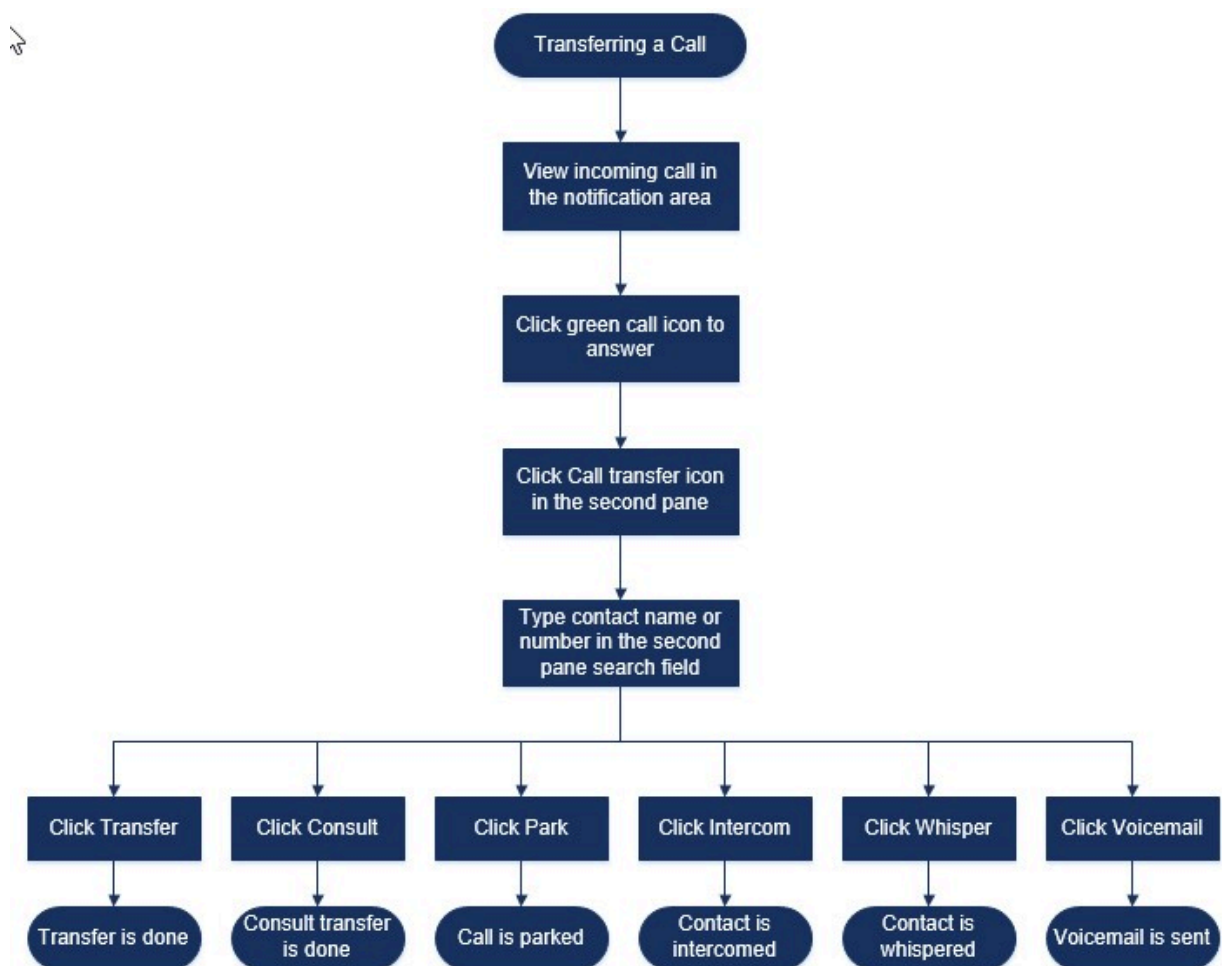 Transferring a Call
View incoming call in
the notification area
Click green call icon to
answer
Click Call transfer icon
in the second pane
Type contact name or
number in the second
pane search field
Click Transfer
Click Consult
Click Park
Click Intercom
Click Whisper
Click Voicemail
Transfer is done
Consult transfer
is done
Call is parked
Contact is
intercomed
Contact is
whispered
Voicemail is sent